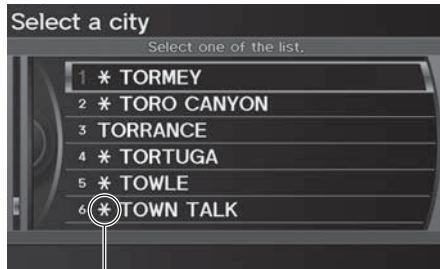 Select a city
Select one of the list.
1 * TORMEY
2 * TORO CANYON
3 TORRANCE
4 * TORTUGA
5 * TOWLE
6 * TOWN TALK